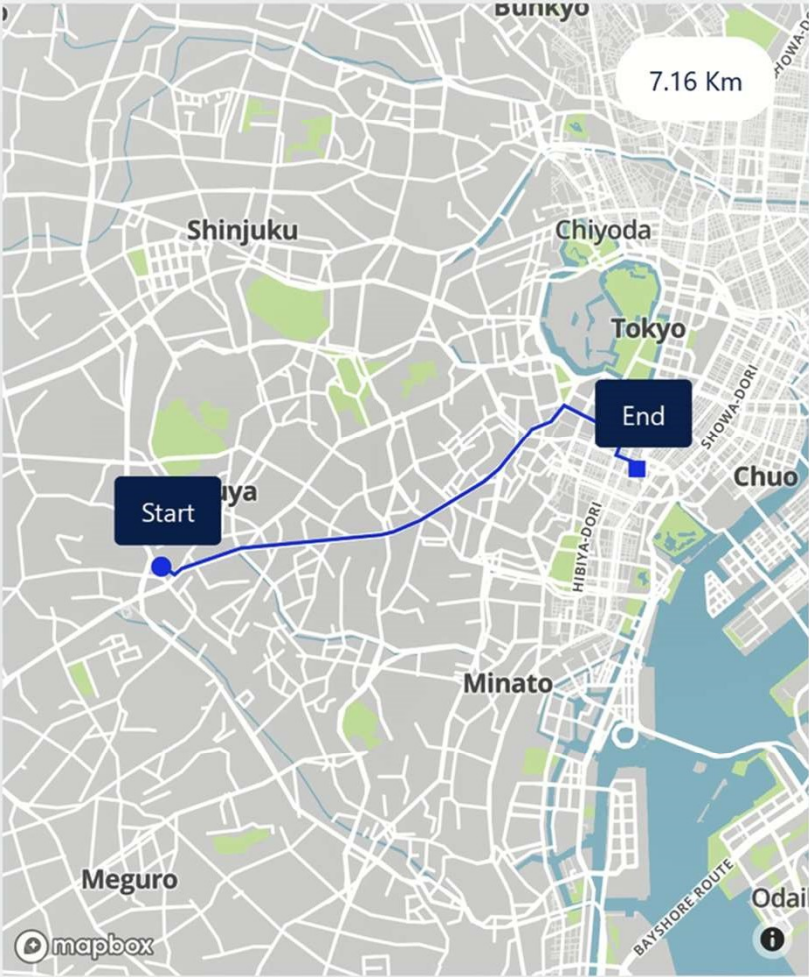 Bunkyo
SHOWA-D
7.16 Km
Shinjuku
Chiyoda
Tokyo
SHOWA-DORI
End
Chuo
uya
Start
HIBIYA-DORI
Minato
Meguro
BAYSHORE ROUTE
Odai
mapbox